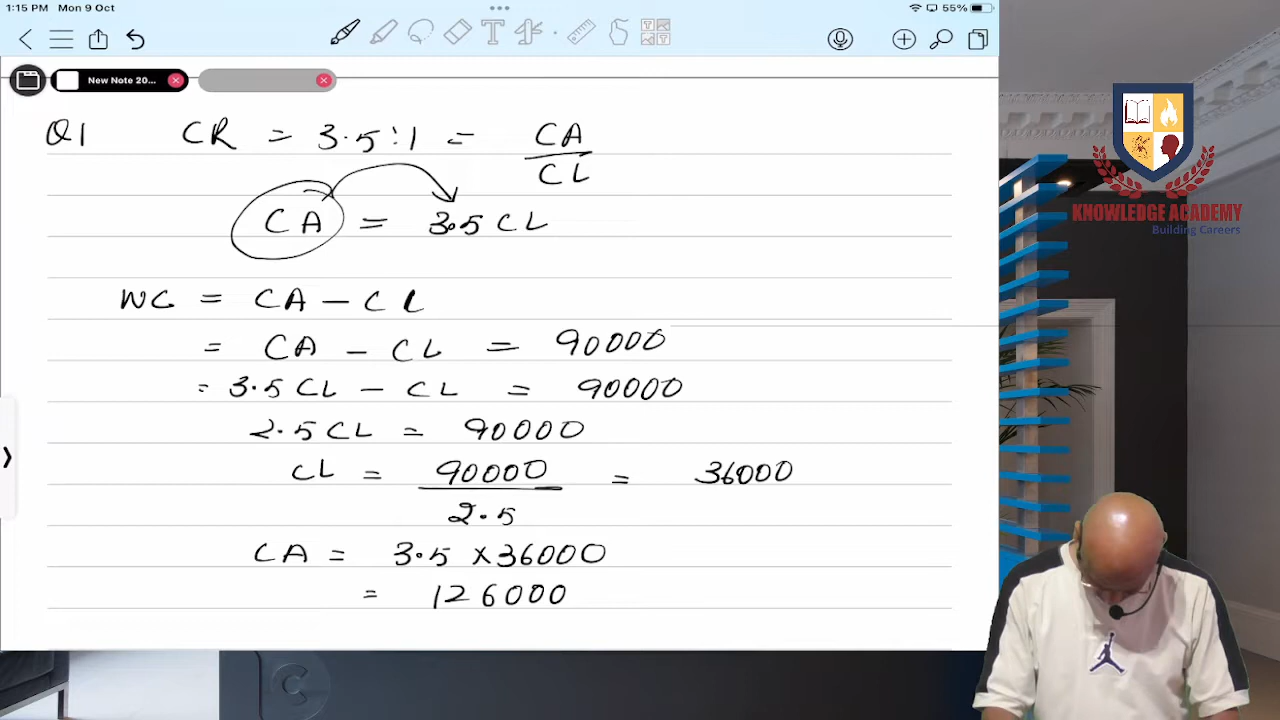 1:15 PM Mon 9 Oct
55%
New Note 20...
Q1 CR = 3.5:1 = CA/CL
CA = 3.5 CL
WC = CA - CL
= CA - CL = 90000
= 3.5 CL - CL = 90000
2.5 CL = 90000
CL = 90000/2.5 = 36000
CA = 3.5 x 36000
= 126000
KNOWLEDGE ACADEMY
Building Careers